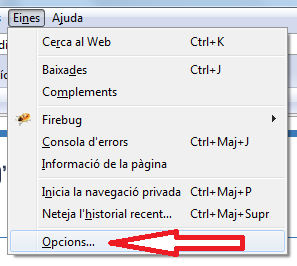 Eines Ajuda
Cerca al Web Ctrl+K
Baixades Ctrl+J
Complements
Firebug
Consola d'errors Ctrl+Maj+J
Informació de la pàgina
Inicia la navegació privada Ctrl+Maj+P
Neteja l'historial recent... Ctrl+Maj+Supr
Opcions...